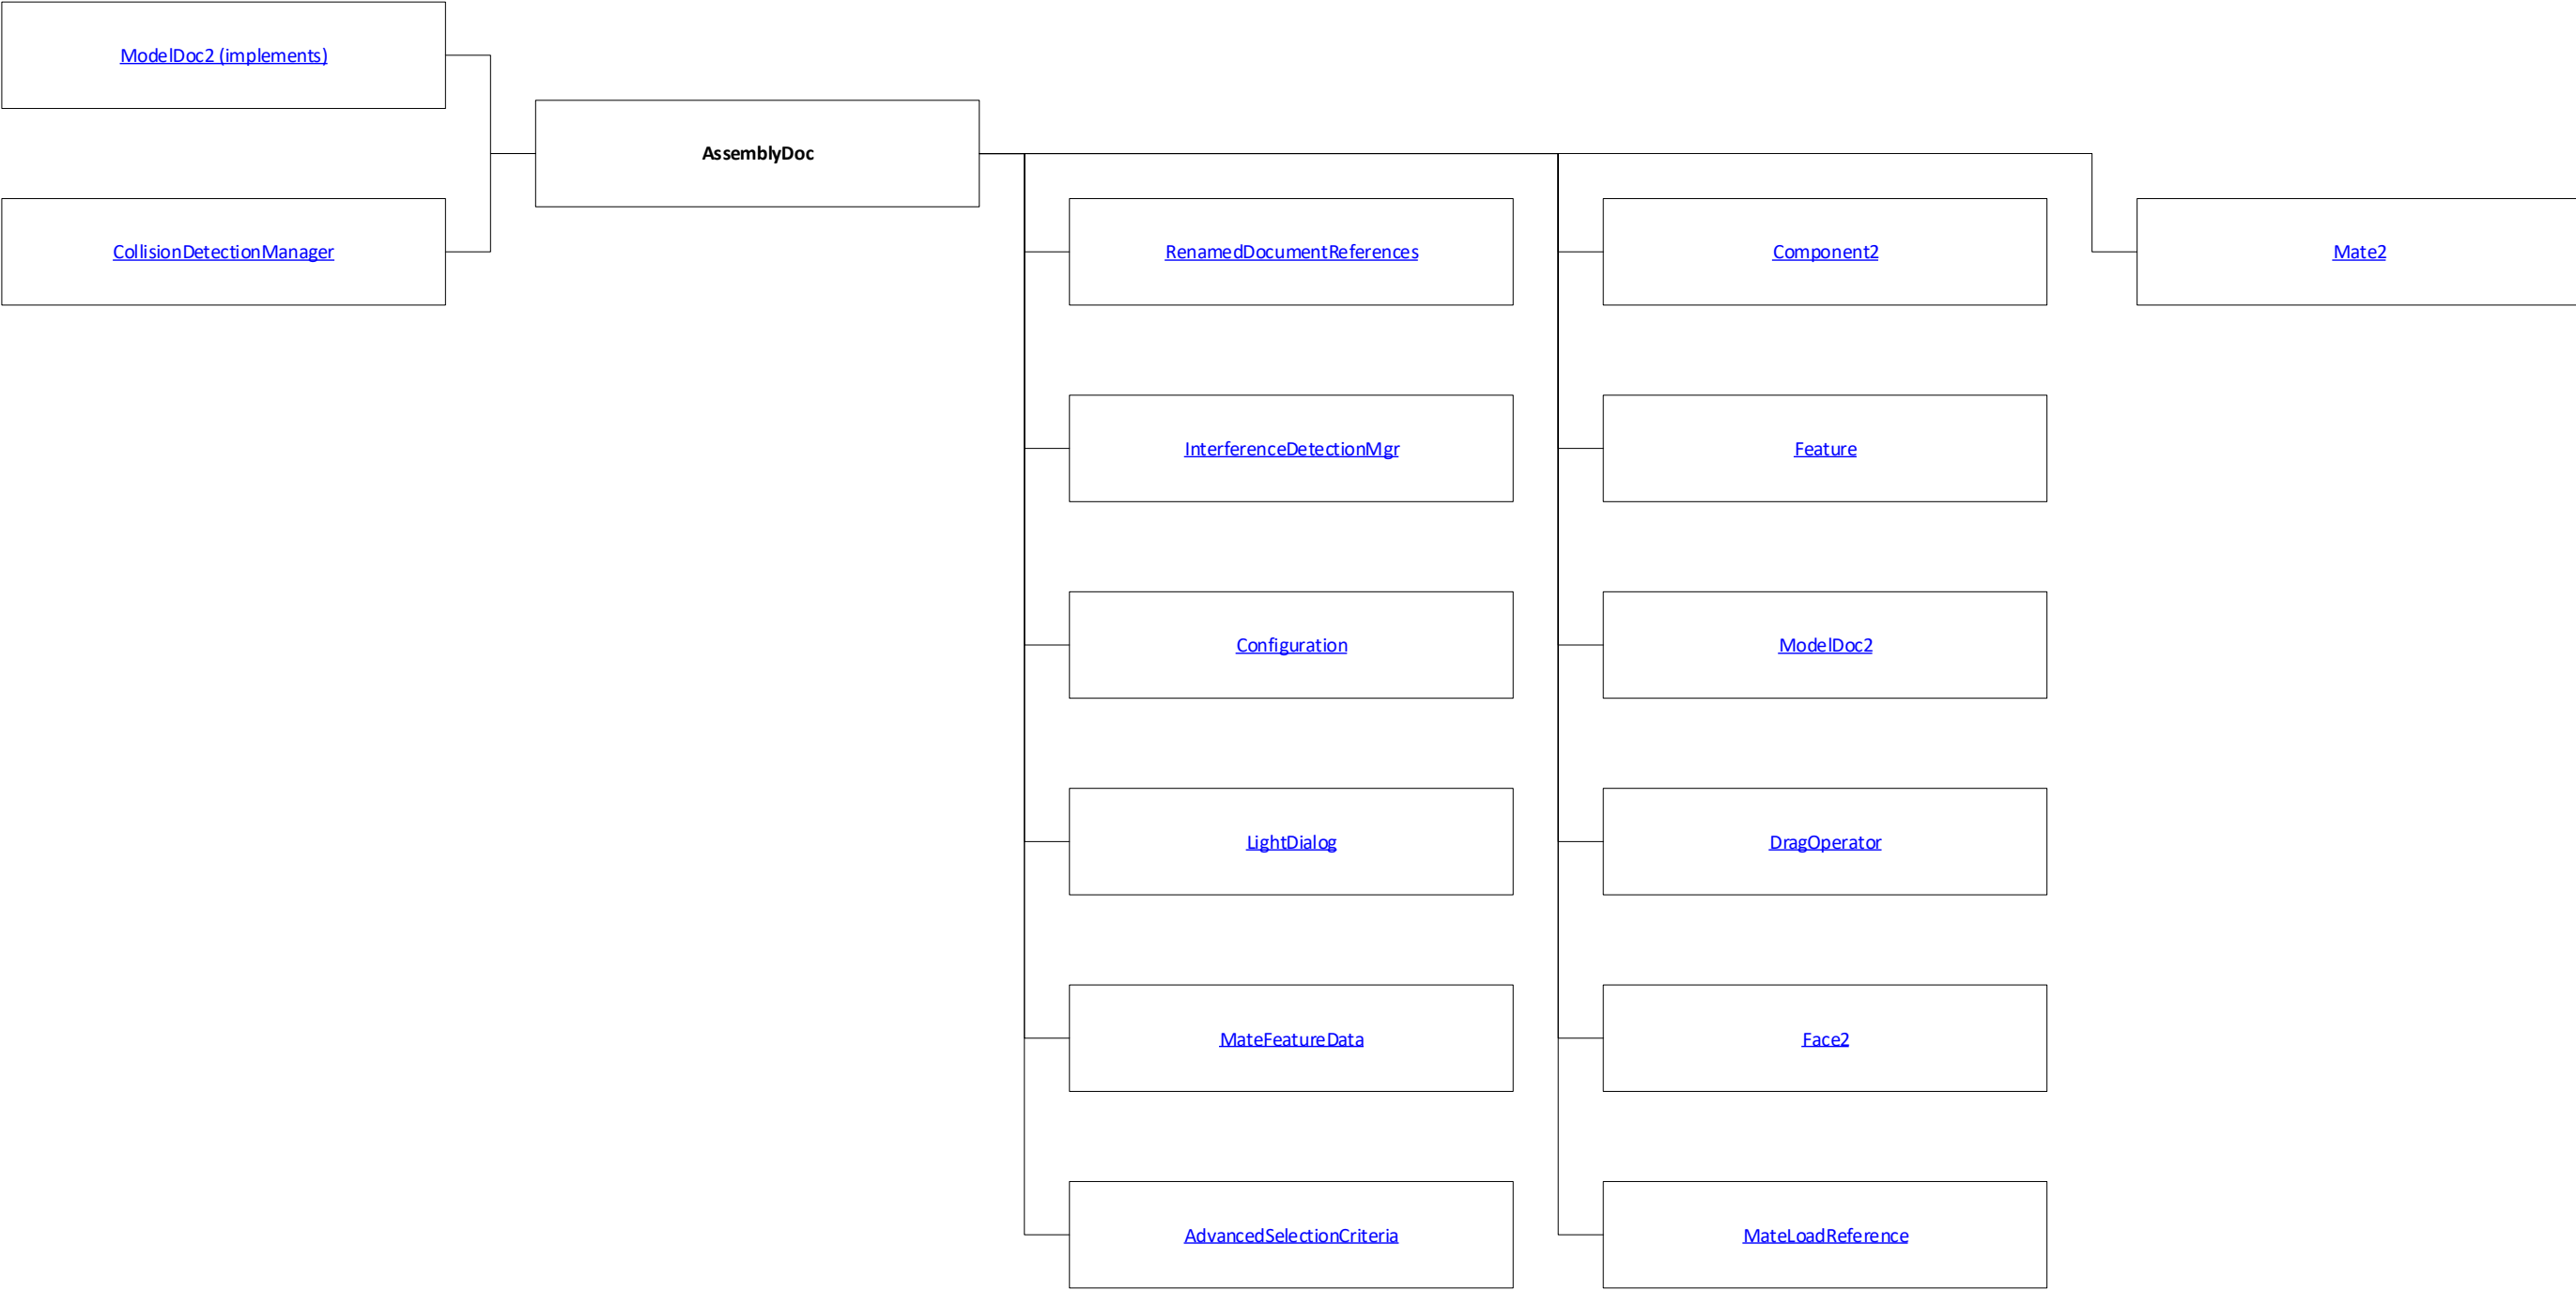 ModelDoc2 (implements)
AssemblyDoc
CollisionDetectionManager
RenamedDocumentReferences
Component2
Mate2
InterferenceDetectionMgr
Feature
Configuration
ModelDoc2
LightDialog
DragOperator
MateFeatureData
Face2
AdvancedSelectionCriteria
MateLoadReference